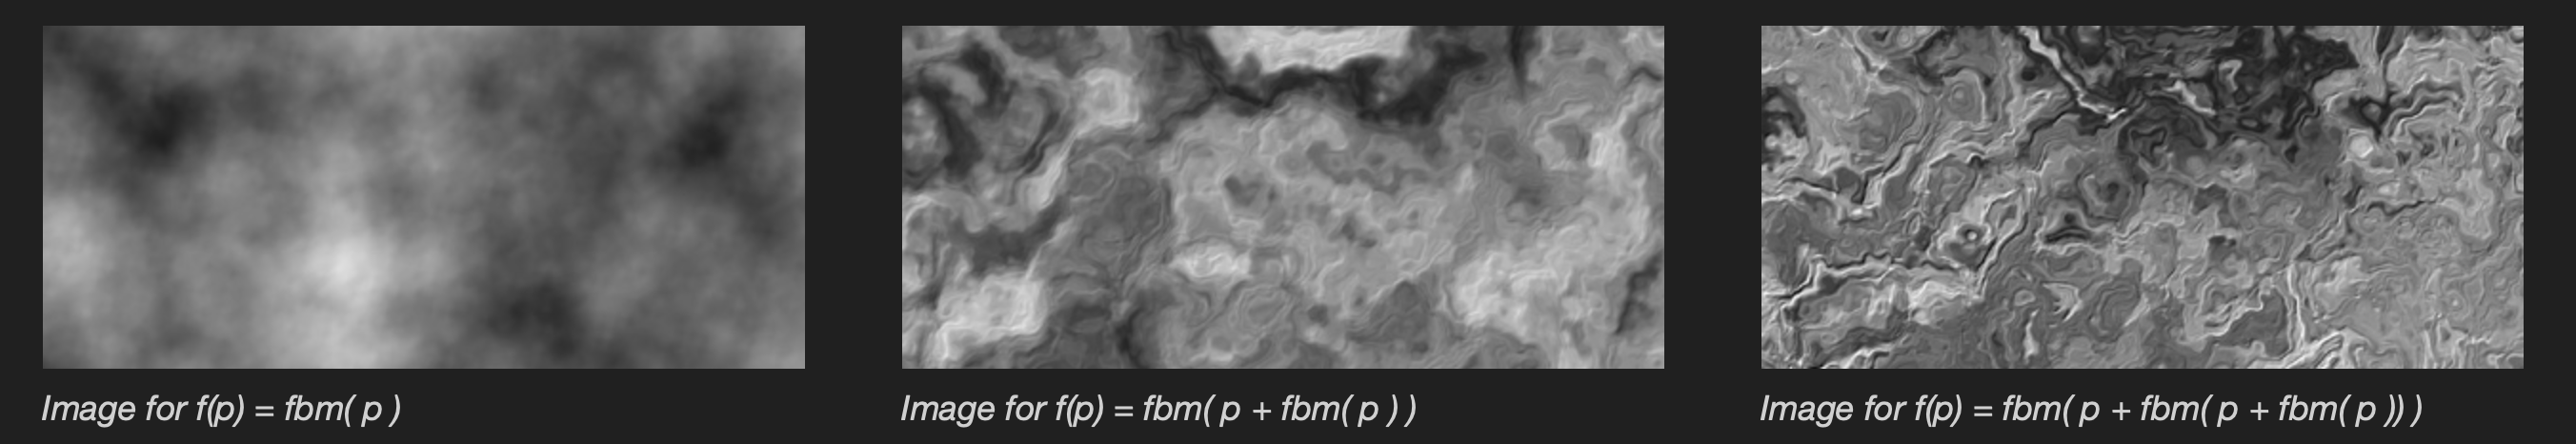 Image for f(p) = fbm( p )
Image for f(p) = fbm( p + fbm( p ) )
Image for f(p) = fbm( p + fbm( p + fbm( p )) )